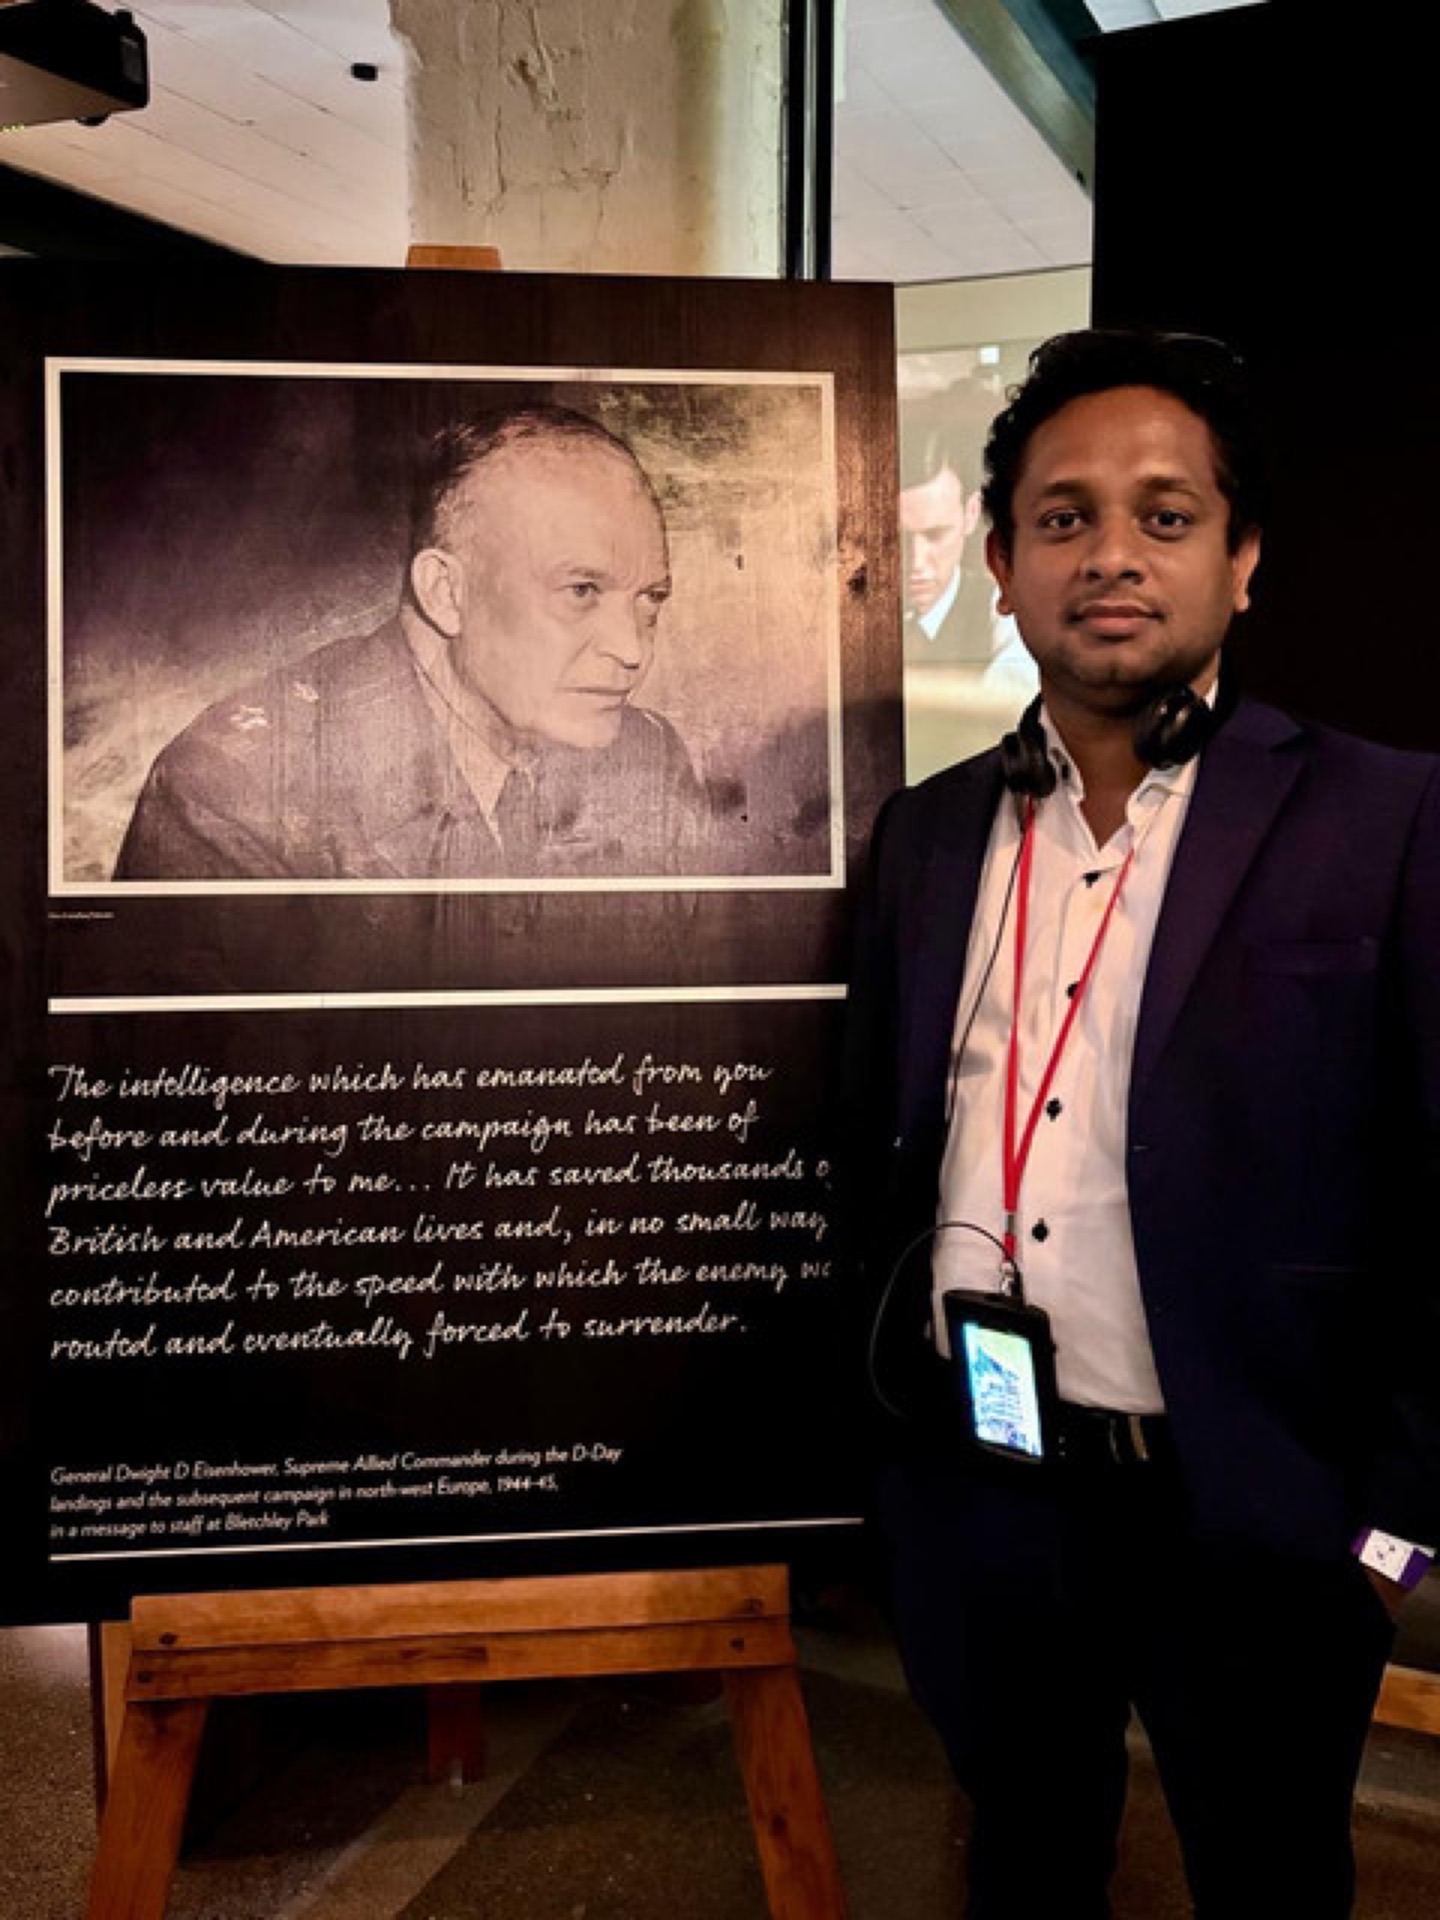 The intelligence which has emanated from you
before and during the campaign has been of
priceless value to me... It has saved thousands
British and American lives and, in no small way
contributed to the speed with which the enemy
routed and eventually forced to surrender.
General Dwight D Eisenhower, Supreme Allied Commander during the D-Day
landings and the subsequent campaign in north-west Europe, 1944-45,
in a message to staff at Bletchley Park